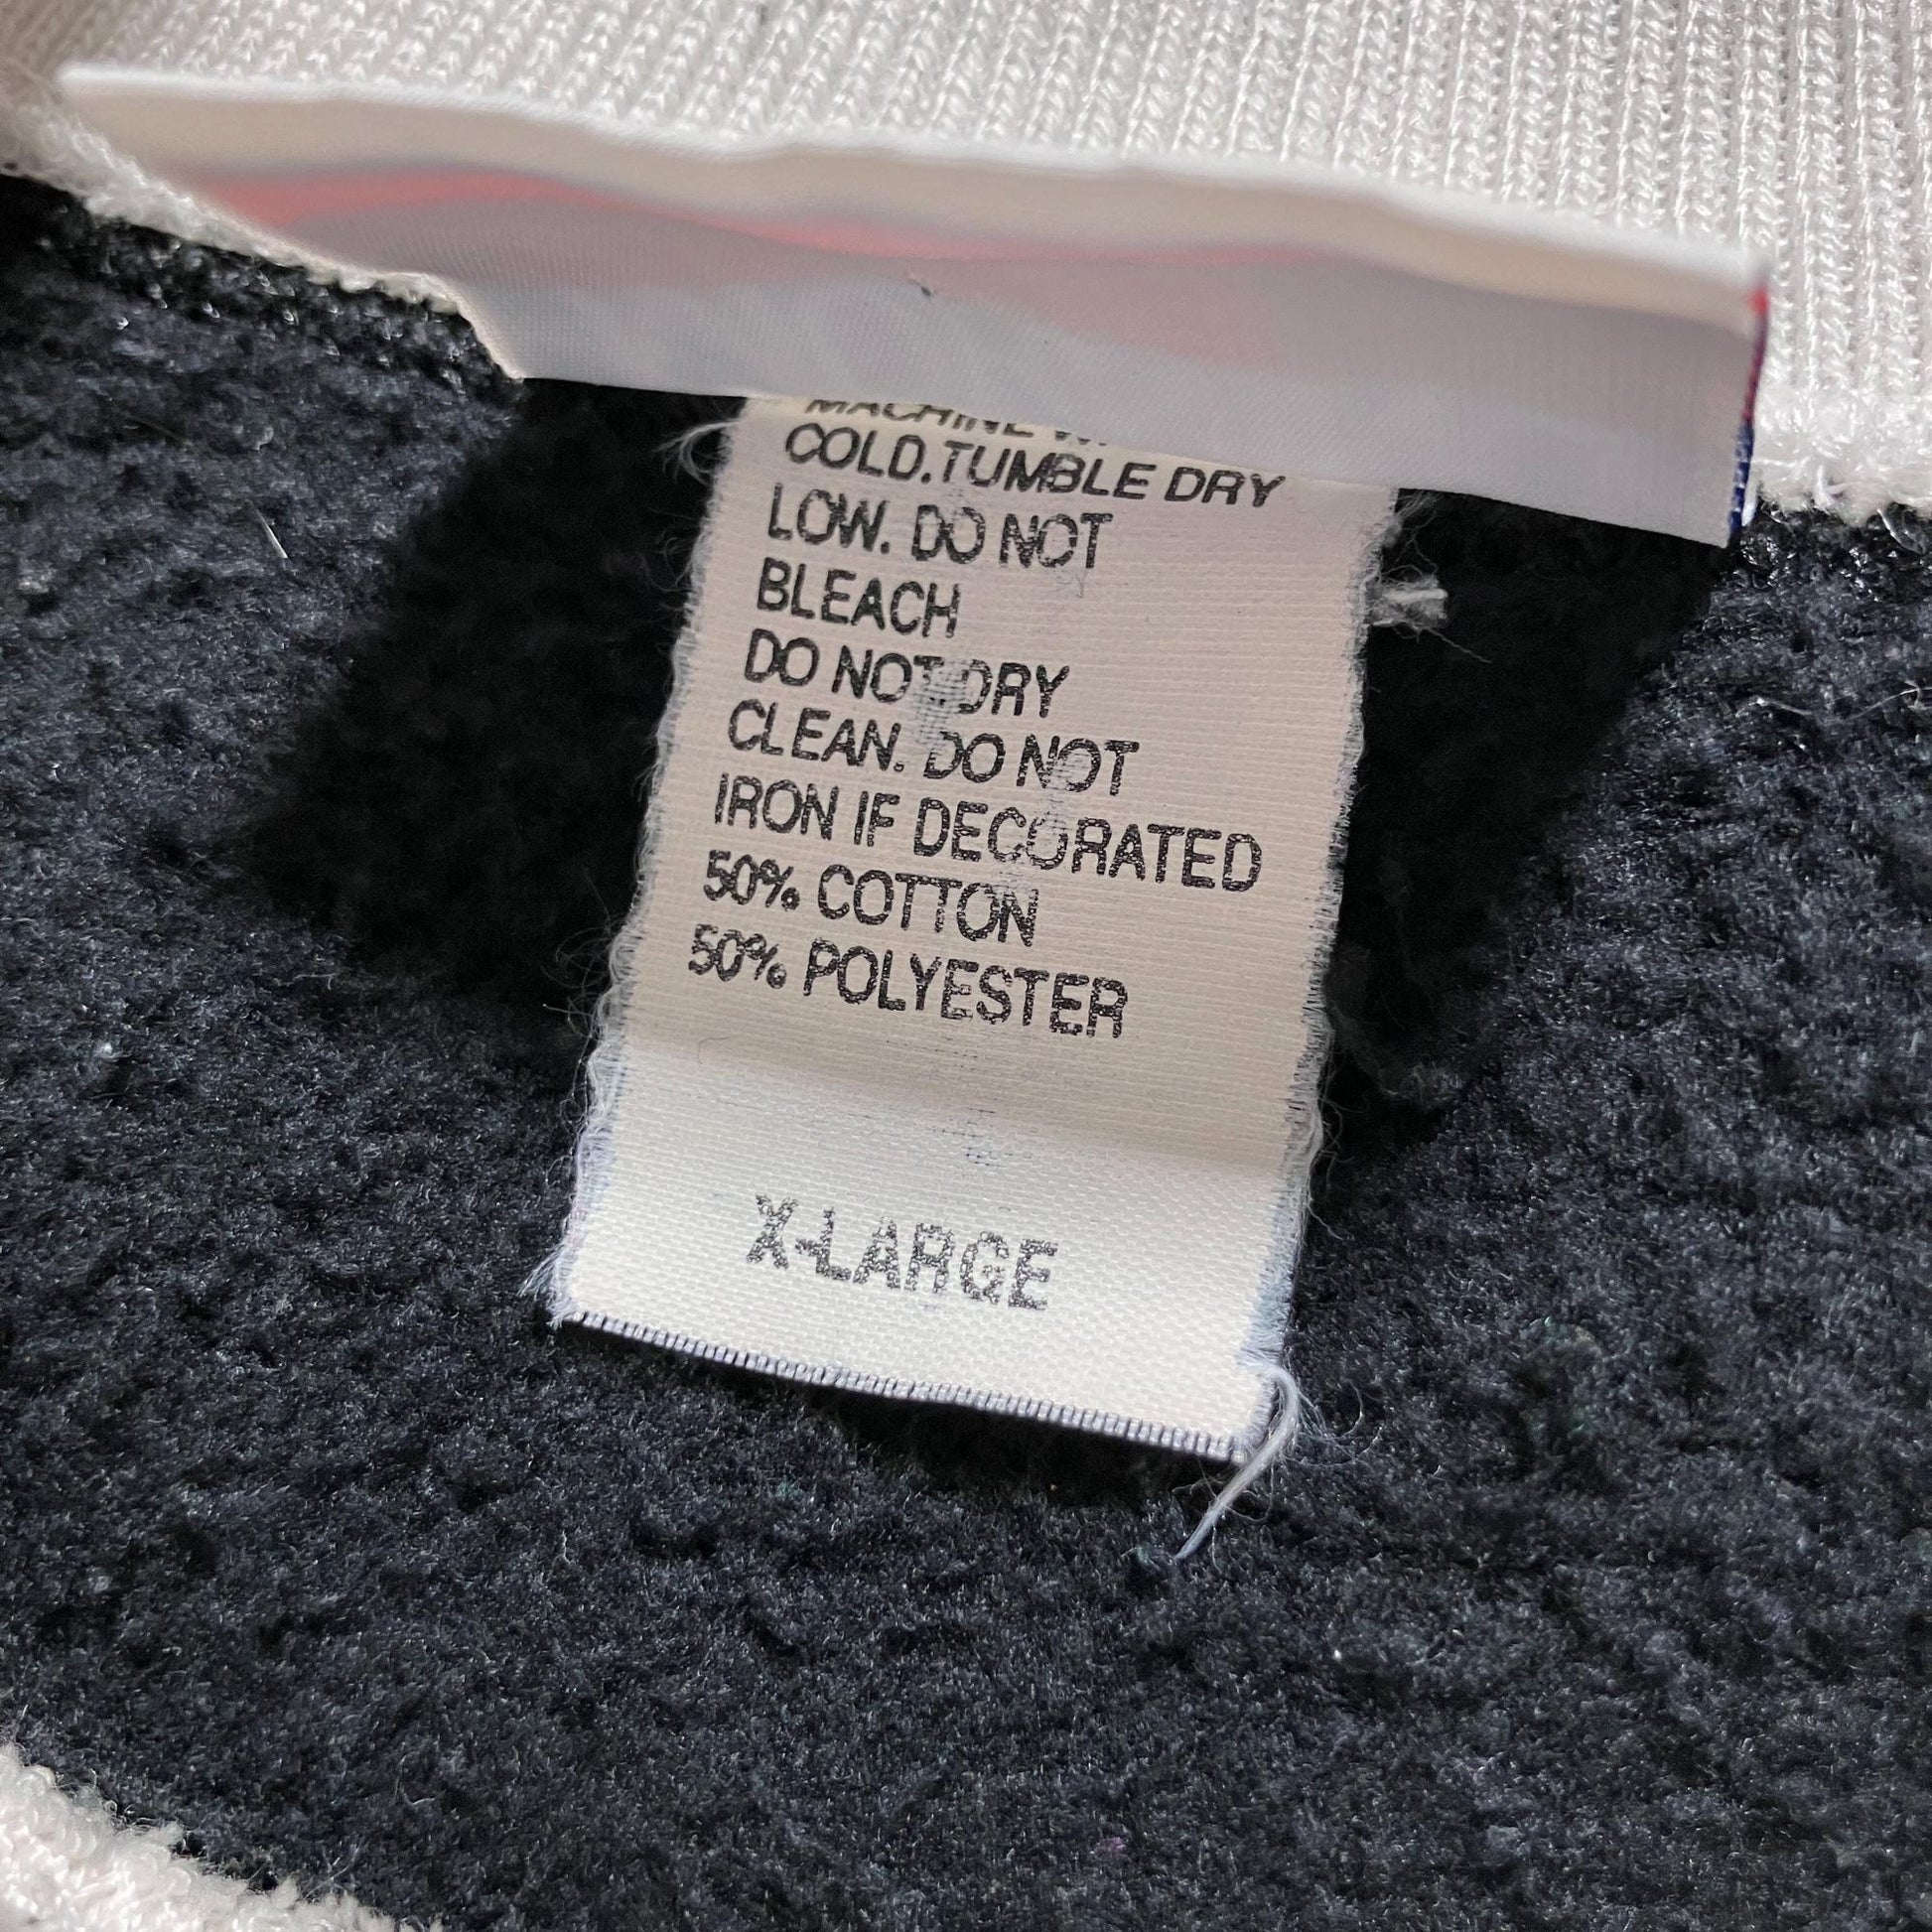 MACHINE
COLD.TUMBLE DRY
LOW. DO NOT
BLEACH
DO NOT DRY
CLEAN. DO NOT
IRON IF DECORATED
50% COTTON
50% POLYESTER
X-LARGE